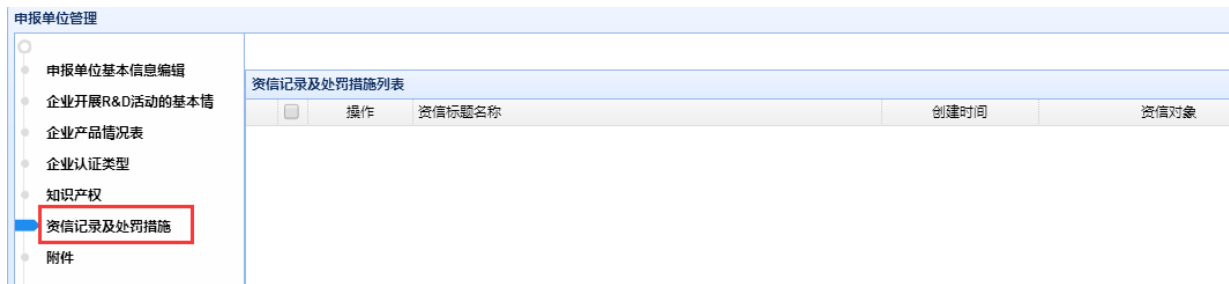 申报单位管理
申报单位基本信息编辑
企业开展R&D活动的基本情
企业产品情况表
企业认证类型
知识产权
资信记录及处罚措施
附件
资信记录及处罚措施列表
操作 资信标题名称 创建时间 资信对象